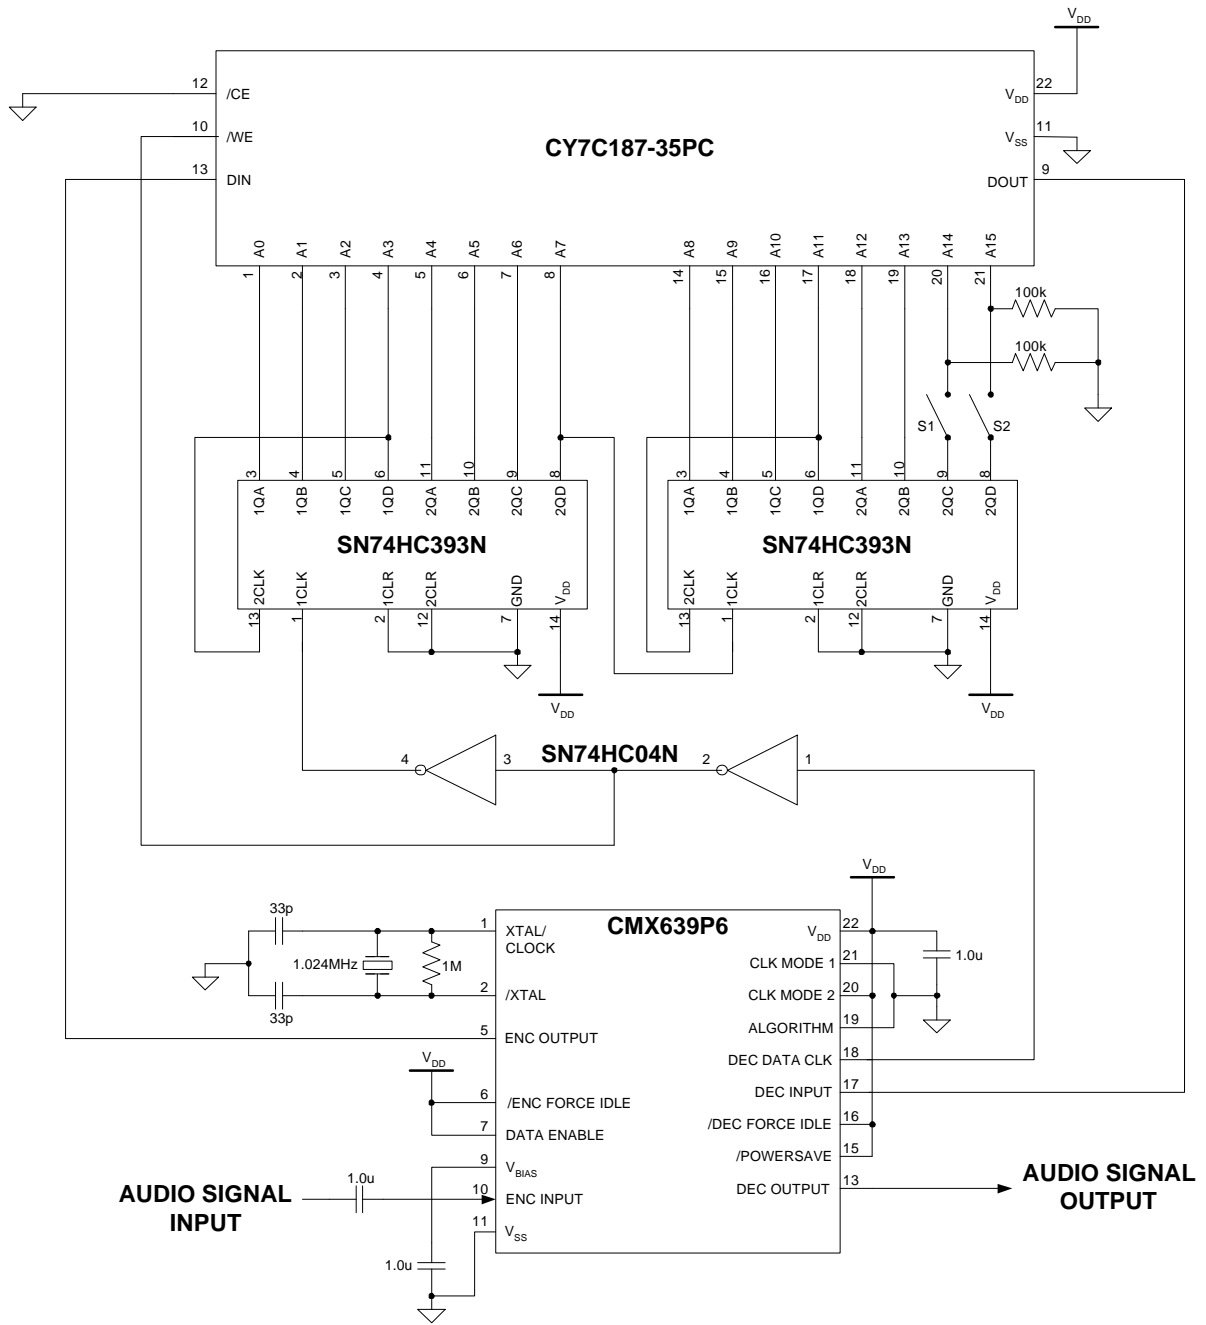 VDD
12 /CE
VDD 22
10 /WE
CY7C187-35PC
VSS 11
13 DIN
DOUT 9
A0 A1 A2 A3 A4 A5 A6 A7 A8 A9 A10 A11 A12 A13 A14 A15
1 2 3 4 5 6 7 8 14 15 16 17 18 19 20 21
100k
100k
S1 S2
3 4 5 6 11 10 9 8
1QA 1QB 1QC 1QD 2QA 2QB 2QC 2QD
SN74HC393N
2CLK 1CLK 1CLR 2CLR GND VDD
13 1 2 12 7 14
VDD
3 4 5 6 11 10 9 8
1QA 1QB 1QC 1QD 2QA 2QB 2QC 2QD
SN74HC393N
2CLK 1CLK 1CLR 2CLR GND VDD
13 1 2 12 7 14
VDD
4 3 SN74HC04N 2 1
VDD
CMX639P6
33p
1.024MHz
1M
33p
1 XTAL/
CLOCK
2 /XTAL
5 ENC OUTPUT
VDD
6 /ENC FORCE IDLE
7 DATA ENABLE
9 VBIAS
10 ENC INPUT
11 VSS
1.0u
1.0u
AUDIO SIGNAL
INPUT
VDD 22
CLK MODE 1 21
1.0u
CLK MODE 2 20
ALGORITHM 19
DEC DATA CLK 18
DEC INPUT 17
/DEC FORCE IDLE 16
/POWERSAVE 15
DEC OUTPUT 13
AUDIO SIGNAL
OUTPUT